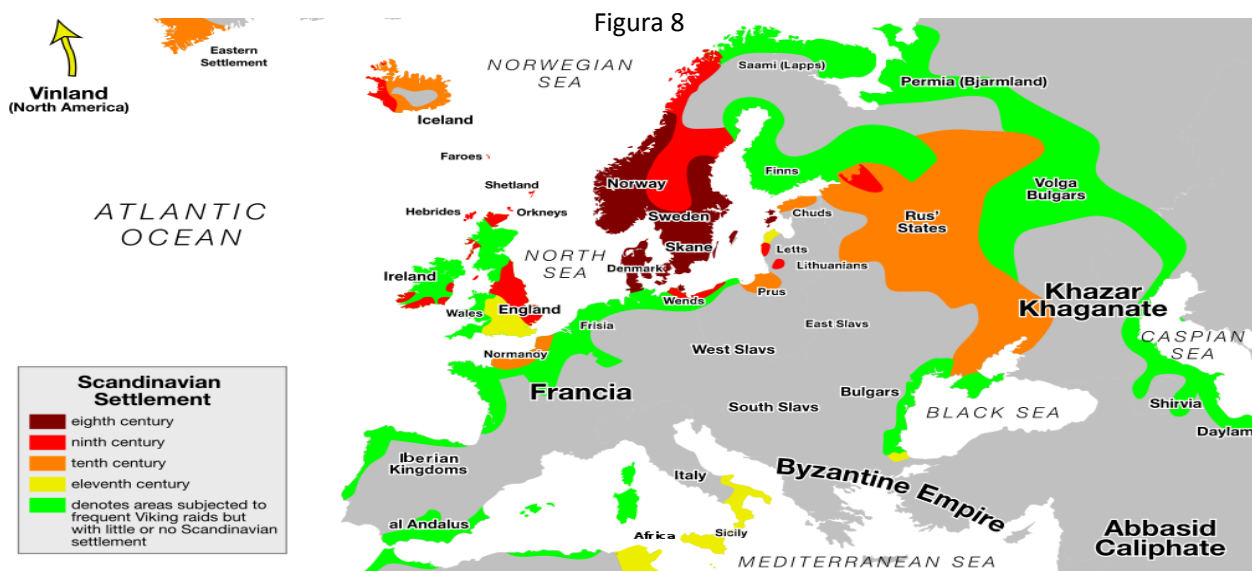 Figura 8
Eastern
Settlement
Vinland
(North America)
NORWEGIAN
SEA
Saami (Lapps)
Permia (Bjarmland)
Iceland
Faroes
Shetland
Hebrides
Orkneys
Norway
Finns
Volga
Bulgars
ATLANTIC
OCEAN
Sweden
Chuds
Rus'
States
NORTH
SEA
Skane
Letts
Ireland
Denmark
Lithuanians
Wends
Prus
Khazar
Khaganate
Wales
England
Frisia
East Slavs
CASPIAN
SEA
Normanoy
West Slavs
Francia
Bulgars
South Slavs
BLACK SEA
Shirvia
Daylam
Iberian
Kingdoms
Italy
Byzantine Empire
al Andalus
Africa
Sicily
Abbasid
Caliphate
MEDITERRANEAN SEA
Scandinavian
Settlement
eighth century
ninth century
tenth century
eleventh century
denotes areas subjected to
frequent Viking raids but
with little or no Scandinavian
settlement